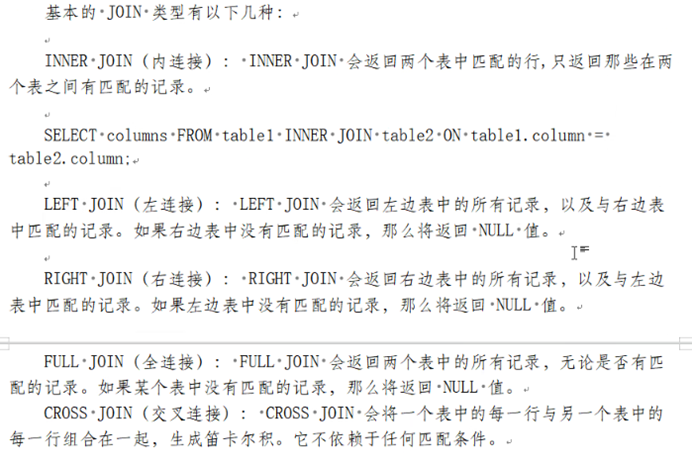 基本的 JOIN 类型有以下几种：
INNER JOIN（内连接）： INNER JOIN 会返回两个表中匹配的行,只返回那些在两
个表之间有匹配的记录。
SELECT columns FROM table1 INNER JOIN table2 ON table1.column =
table2.column;
LEFT JOIN（左连接）： LEFT JOIN 会返回左边表中的所有记录，以及与右边表
中匹配的记录。如果右边表中没有匹配的记录，那么将返回 NULL 值。
RIGHT JOIN（右连接）： RIGHT JOIN 会返回右边表中的所有记录，以及与左边
表中匹配的记录。如果左边表中没有匹配的记录，那么将返回 NULL 值。
FULL JOIN（全连接）： FULL JOIN 会返回两个表中的所有记录，无论是否有匹
配的记录。如果某个表中没有匹配的记录，那么将返回 NULL 值。
CROSS JOIN（交叉连接）： CROSS JOIN 会将一个表中的每一行与另一个表中的
每一行组合在一起，生成笛卡尔积。它不依赖于任何匹配条件。